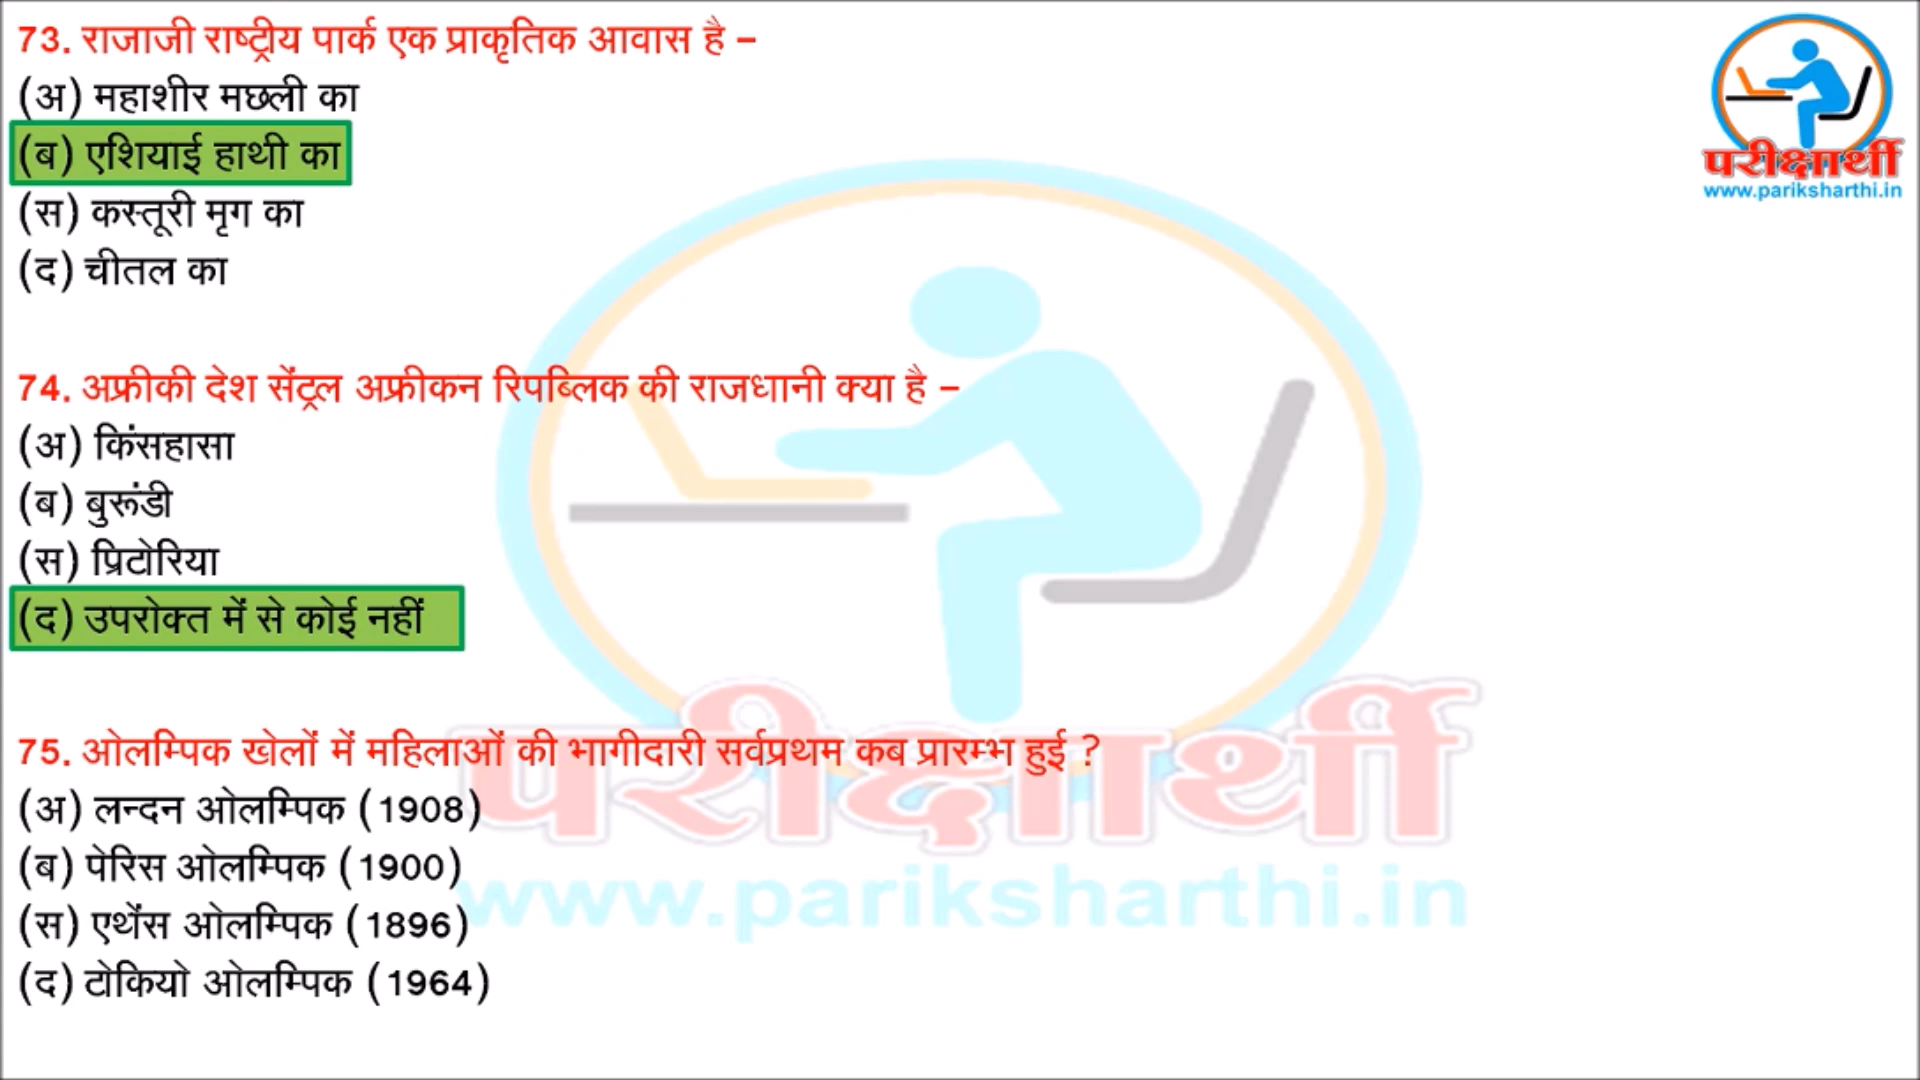 73. राजाजी राष्ट्रीय पार्क एक प्राकृतिक आवास है –
(अ) महाशीर मछली का
(ब) एशियाई हाथी का
(स) कस्तूरी मृग का
(द) चीतल का
परीक्षार्थी
www.pariksharthi.in
74. अफ्रीकी देश सेंट्रल अफ्रीकन रिपब्लिक की राजधानी क्या है –
(अ) किंसहासा
(ब) बुरूंडी
(स) प्रिटोरिया
(द) उपरोक्त में से कोई नहीं
75. ओलम्पिक खेलों में महिलाओं की भागीदारी सर्वप्रथम कब प्रारम्भ हुई ?
(अ) लन्दन ओलम्पिक (1908)
(ब) पेरिस ओलम्पिक (1900)
(स) एथेंस ओलम्पिक (1896)
(द) टोकियो ओलम्पिक (1964)
परीक्षार्थी
www.pariksharthi.in